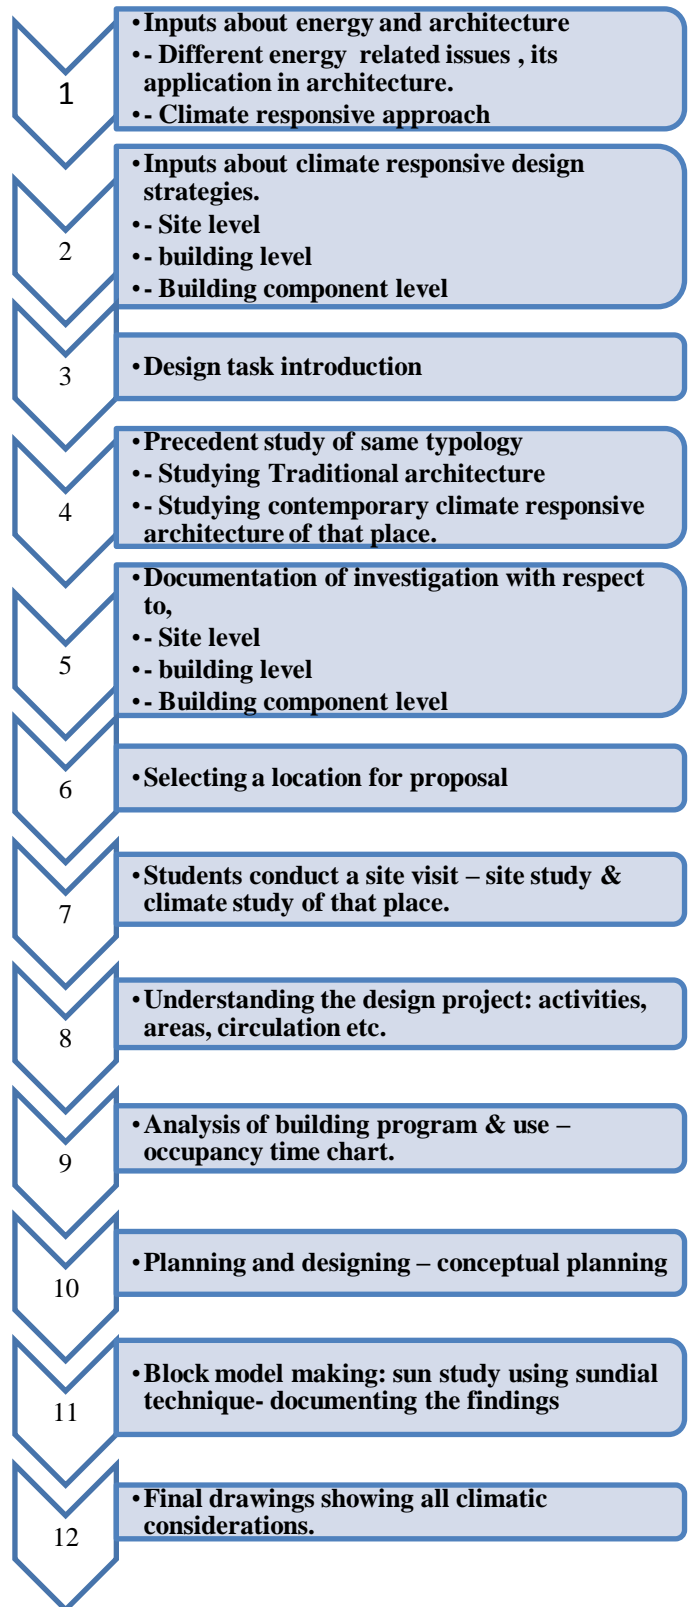 1
•Inputs about energy and architecture
•- Different energy related issues , its
application in architecture.
•- Climate responsive approach
2
•Inputs about climate responsive design
strategies.
•- Site level
•- building level
•- Building component level
3
•Design task introduction
4
•Precedent study of same typology
•- Studying Traditional architecture
•- Studying contemporary climate responsive
architecture of that place.
5
•Documentation of investigation with respect
to,
•- Site level
•- building level
•- Building component level
6
•Selecting a location for proposal
7
•Students conduct a site visit – site study &
climate study of that place.
8
•Understanding the design project: activities,
areas, circulation etc.
9
•Analysis of building program & use –
occupancy time chart.
10
•Planning and designing – conceptual planning
11
•Block model making: sun study using sundial
technique- documenting the findings
12
•Final drawings showing all climatic
considerations.